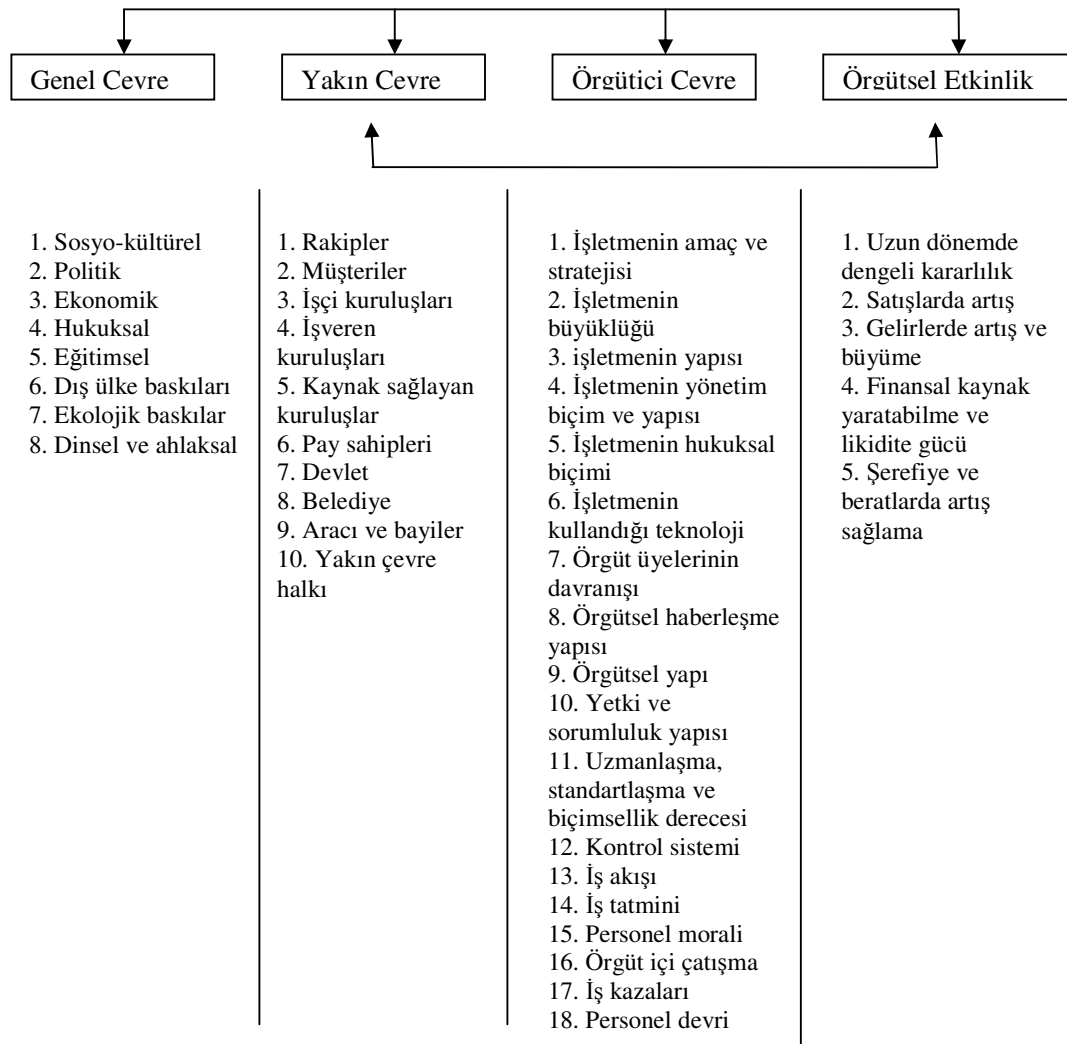 Genel Çevre
Yakın Çevre
Örgütiçi Çevre
Örgütsel Etkinlik
1. Sosyo-kültürel
2. Politik
3. Ekonomik
4. Hukuksal
5. Eğitimsel
6. Dış ülke baskıları
7. Ekolojik baskılar
8. Dinsel ve ahlaksal
1. Rakipler
2. Müşteriler
3. İşçi kuruluşları
4. İşveren
kuruluşları
5. Kaynak sağlayan
kuruluşlar
6. Pay sahipleri
7. Devlet
8. Belediye
9. Aracı ve bayiler
10. Yakın çevre
halkı
1. İşletmenin amaç ve
stratejisi
2. İşletmenin
büyüklüğü
3. işletmenin yapısı
4. İşletmenin yönetim
biçim ve yapısı
5. İşletmenin hukuksal
biçimi
6. İşletmenin
kullandığı teknoloji
7. Örgüt üyelerinin
davranışı
8. Örgütsel haberleşme
yapısı
9. Örgütsel yapı
10. Yetki ve
sorumluluk yapısı
11. Uzmanlaşma,
standartlaşma ve
biçimsellik derecesi
12. Kontrol sistemi
13. İş akışı
14. İş tatmini
15. Personel morali
16. Örgüt içi çatışma
17. İş kazaları
18. Personel devri
1. Uzun dönemde
dengeli kararlılık
2. Satışlarda artış
3. Gelirlerde artış ve
büyüme
4. Finansal kaynak
yaratabilme ve
likidite gücü
5. Şerefiye ve
beratlarda artış
sağlama